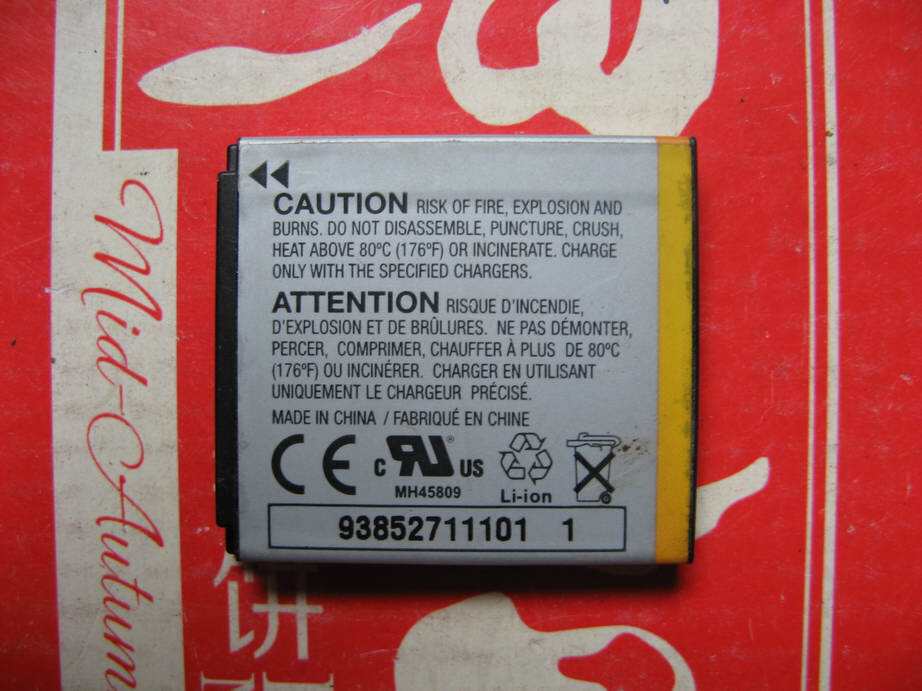 CAUTION RISK OF FIRE, EXPLOSION AND
BURNS. DO NOT DISASSEMBLE, PUNCTURE, CRUSH,
HEAT ABOVE 80ºC (176ºF) OR INCINERATE. CHARGE
ONLY WITH THE SPECIFIED CHARGERS.
ATTENTION RISQUE D'INCENDIE,
D'EXPLOSION ET DE BRÛLURES. NE PAS DÉMONTER,
PERCER, COMPRIMER, CHAUFFER À PLUS DE 80ºC
(176ºF) OU INCINÉRER. CHARGER EN UTILISANT
UNIQUEMENT LE CHARGEUR PRÉCISÉ.
MADE IN CHINA / FABRIQUÉ EN CHINE
CE c RU® US
MH45809
Li-ion
93852711101 1
Mid-Autum
饼